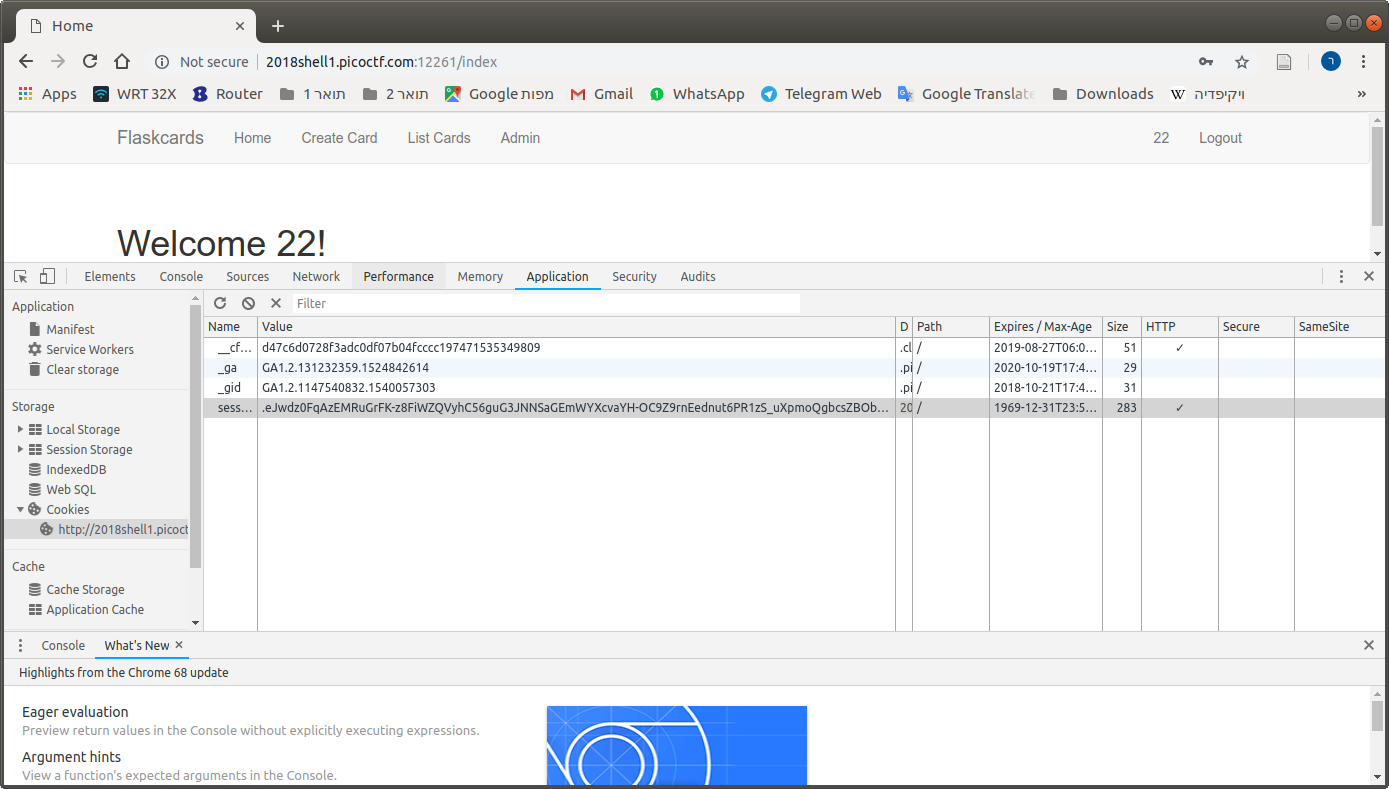 Home
Not secure 2018shell1.picoctf.com:12261/index
Apps WRT 32X Router תואר 1 תואר 2 מפות Google Gmail WhatsApp Telegram Web Google Translate Downloads ויקיפדיה »
Flaskcards Home Create Card List Cards Admin 22 Logout
Welcome 22!
Elements Console Sources Network Performance Memory Application Security Audits
Application
Manifest
Service Workers
Clear storage
Storage
Local Storage
Session Storage
IndexedDB
Web SQL
Cookies
http://2018shell1.picoct
Cache
Cache Storage
Application Cache
Filter
Name Value D Path Expires / Max-Age Size HTTP Secure SameSite
__cf... d47c6d0728f3adc0df07b04fcccc197471535349809 .cl / 2019-08-27T06:0... 51 ✓
_ga GA1.2.131232359.1524842614 .pi / 2020-10-19T17:4... 29
_gid GA1.2.1147540832.1540057303 .pi / 2018-10-21T17:4... 31
sess... .eJwdz0FqAzEMRuGrFK-z8FiWZQVyhC56guG3JNNSaGEmWYXcvaYH-OC9Z9rnEednut6PR1zS_uXpmoQgbcsZBOb... 20 / 1969-12-31T23:5... 283 ✓
Console What's New
Highlights from the Chrome 68 update
Eager evaluation
Preview return values in the Console without explicitly executing expressions.
Argument hints
View a function's expected arguments in the Console.